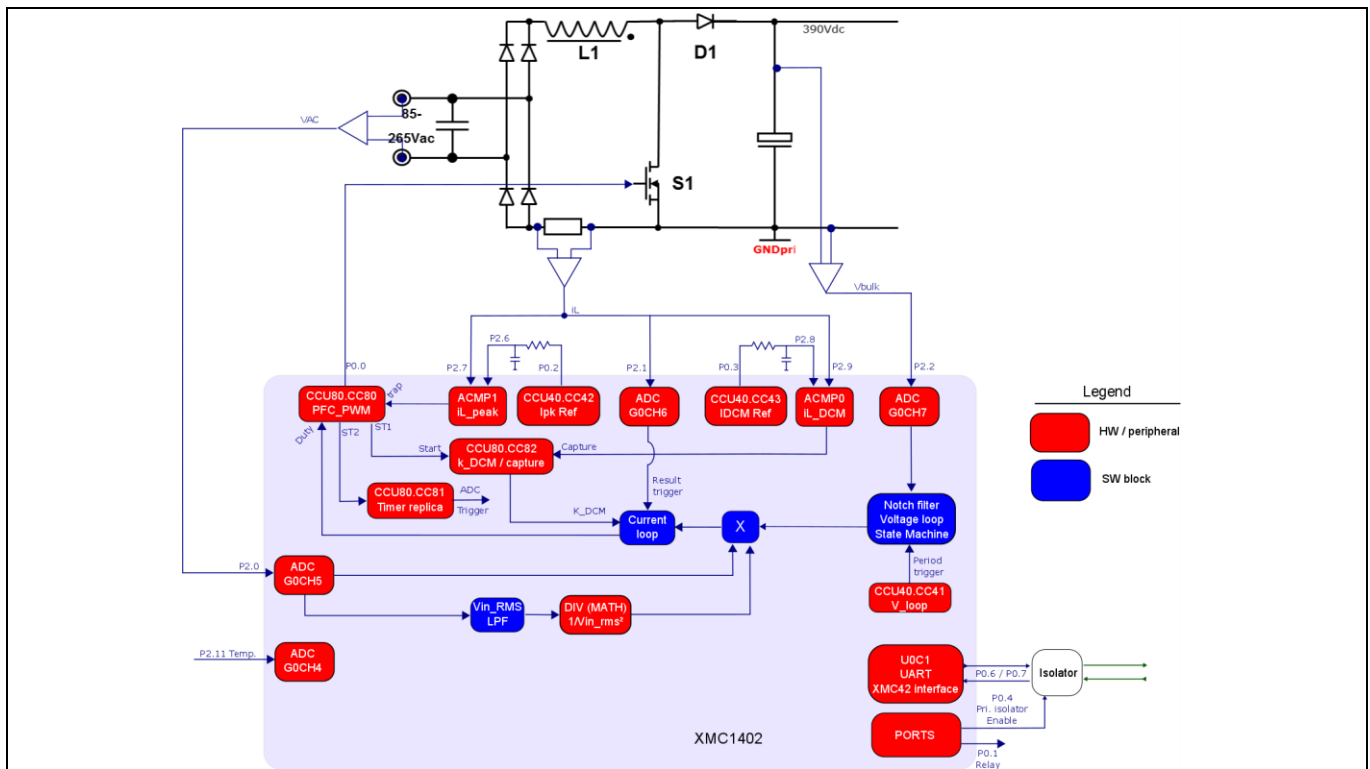 390Vdc
L1
D1
VAC
85-
265Vac
S1
GNDpri
Vbulk
iL
P0.0
P2.7
P2.6
P0.2
P2.1
P0.3
P2.8
P2.9
P2.2
CCU80.CC80
PFC_PWM
trap
ACMP1
iL_peak
CCU40.CC42
Ipk Ref
ADC
G0CH6
CCU40.CC43
IDCM Ref
ACMP0
iL_DCM
ADC
G0CH7
Legend
HW / peripheral
SW block
Duty
ST2
ST1
Start
CCU80.CC82
k_DCM / capture
Capture
CCU80.CC81
Timer replica
ADC
Trigger
Result
trigger
K_DCM
Current
loop
X
Notch filter
Voltage loop
State Machine
Period
trigger
CCU40.CC41
V_loop
P2.0
ADC
G0CH5
Vin_RMS
LPF
DIV (MATH)
1/Vin_rms²
P2.11 Temp.
ADC
G0CH4
U0C1
UART
XMC42 interface
P0.6 / P0.7
Isolator
P0.4
Pri. isolator
Enable
PORTS
P0.1
Relay
XMC1402